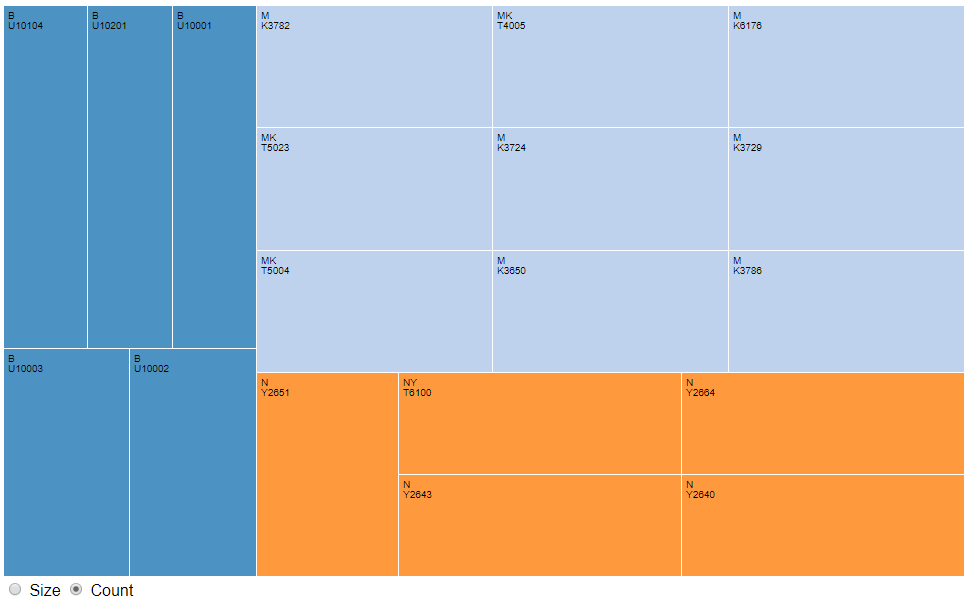 B
U10104
B
U10201
B
U10001
M
K3782
MK
T4005
M
K6176
MK
T5023
M
K3724
M
K3729
MK
T5004
M
K3650
M
K3786
B
U10003
B
U10002
N
Y2651
NY
T6100
N
Y2664
N
Y2643
N
Y2640
Size Count